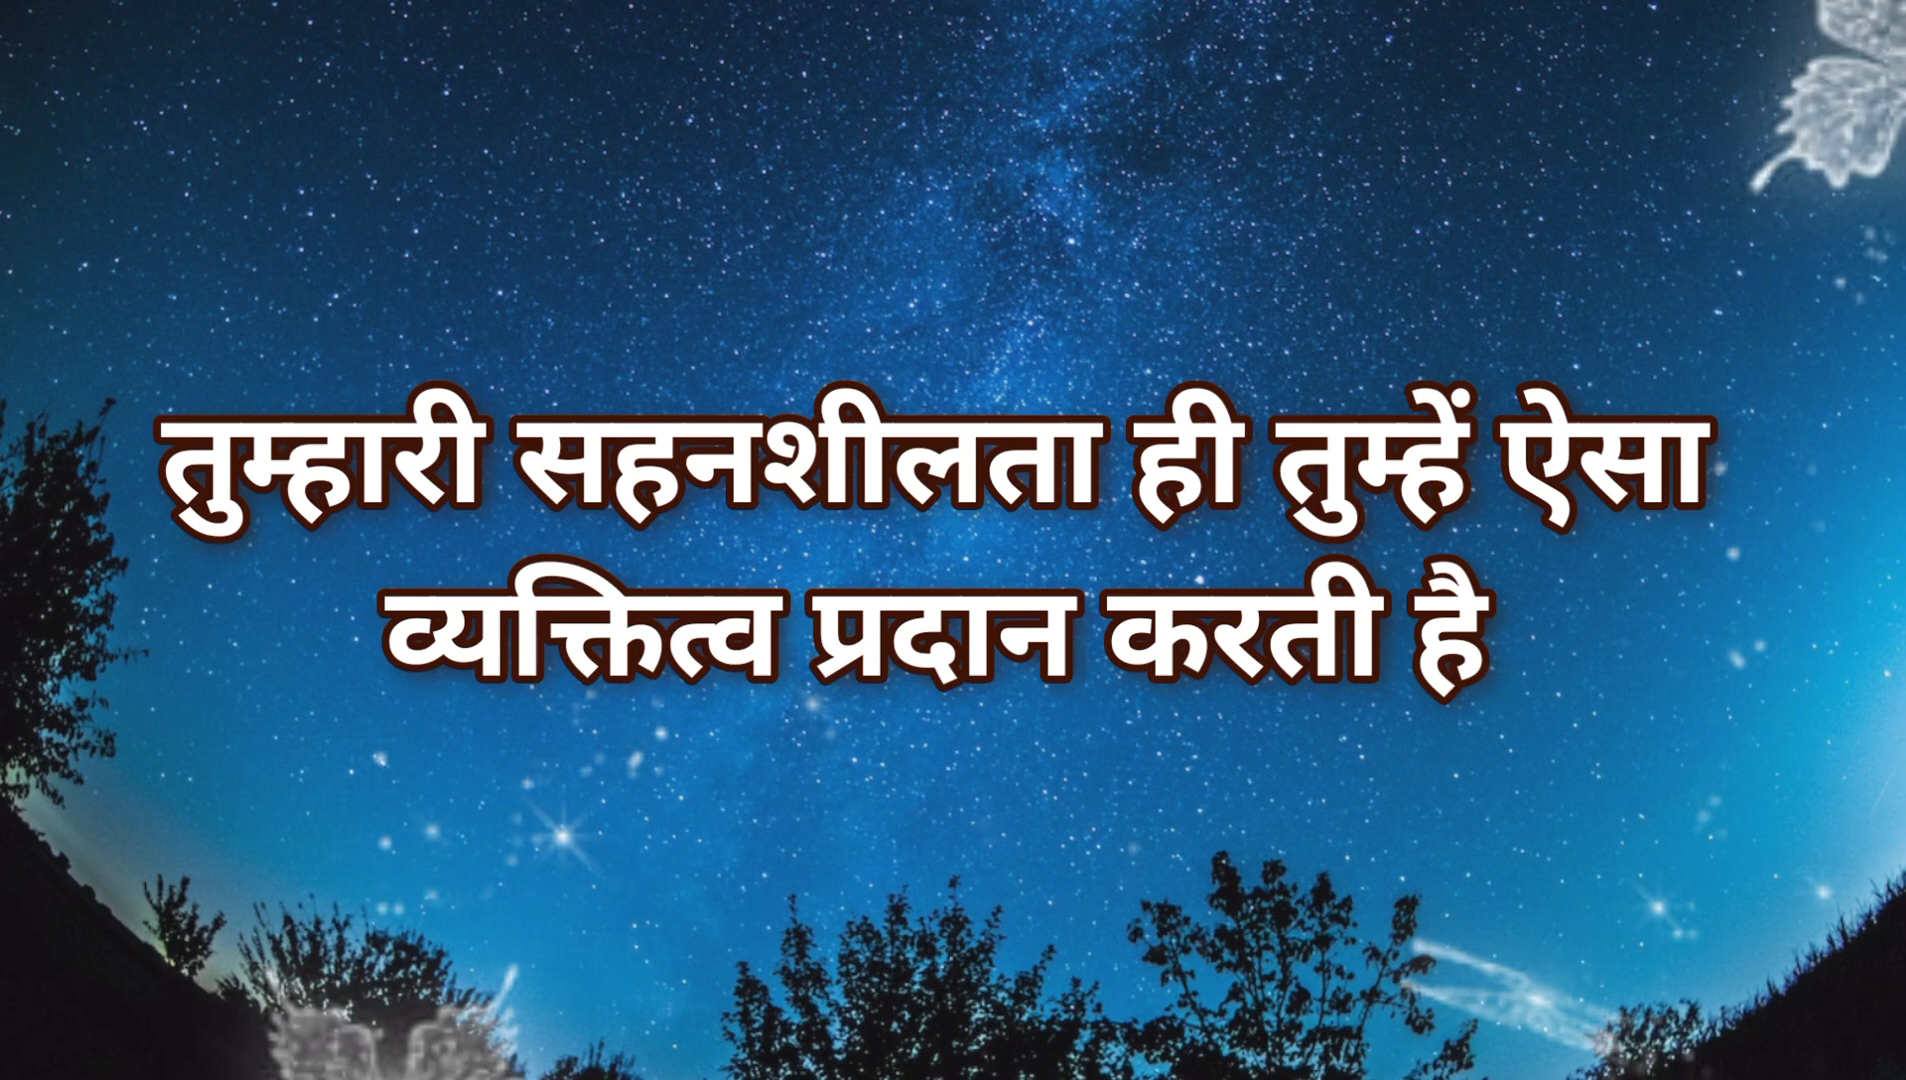 तुम्हारी सहनशीलता ही तुम्हें ऐसा
व्यक्तित्व प्रदान करती है